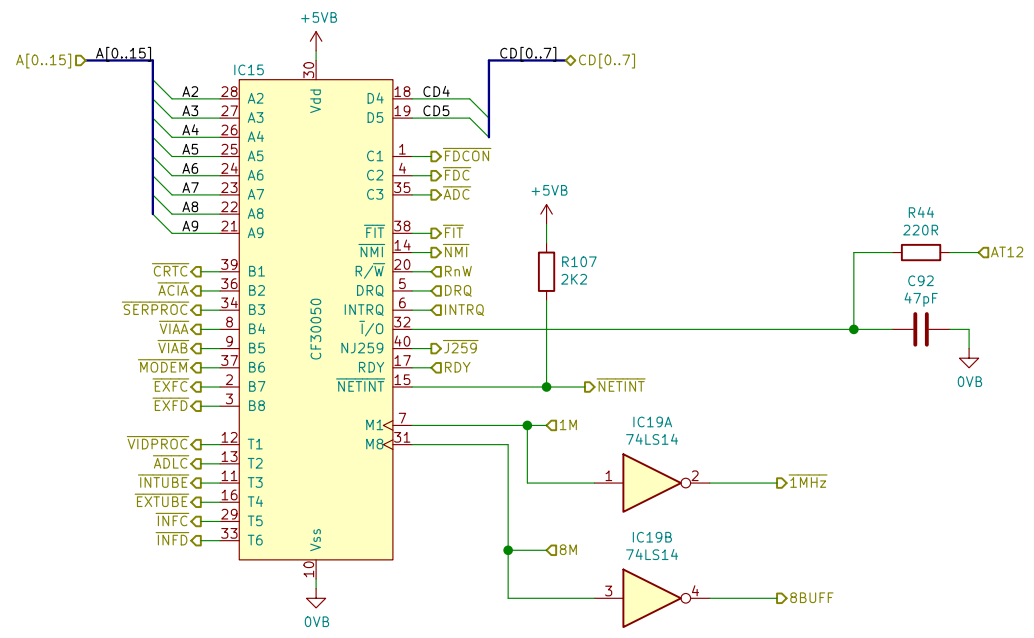 +5VB
A[0..15] A[0..15] CD[0..7] CD[0..7]
IC15 30 Vdd
A2 28 A2 D4 18 CD4
A3 27 A3 D5 19 CD5
A4 26 A4
A5 25 A5 C1 1 FDCON
A6 24 A6 C2 4 FDC
A7 23 A7 C3 35 ADC
A8 22 A8
A9 21 A9 FIT 38 FIT
NMI 14 NMI
CRTC 39 B1 R/W 20 RnW
ACIA 36 B2 DRQ 5 DRQ
SERPROC 34 B3 INTRQ 6 INTRQ
VIAA 8 B4 I/O 32
VIAB 9 B5 NJ259 40 J259
MODEM 37 B6 RDY 17 RDY
EXFC 2 B7 NETINT 15 NETINT
EXFD 3 B8
M1 7 1M
VIDPROC 12 T1 M8 31
ADLC 13 T2
INTUBE 11 T3
EXTUBE 16 T4
INFC 29 T5
INFD 33 T6
CF30050
Vss 10
0VB
+5VB
R107
2K2
R44
220R
AT12
C92
47pF
0VB
IC19A
74LS14
1 2 1MHz
8M
IC19B
74LS14
3 4 8BUFF